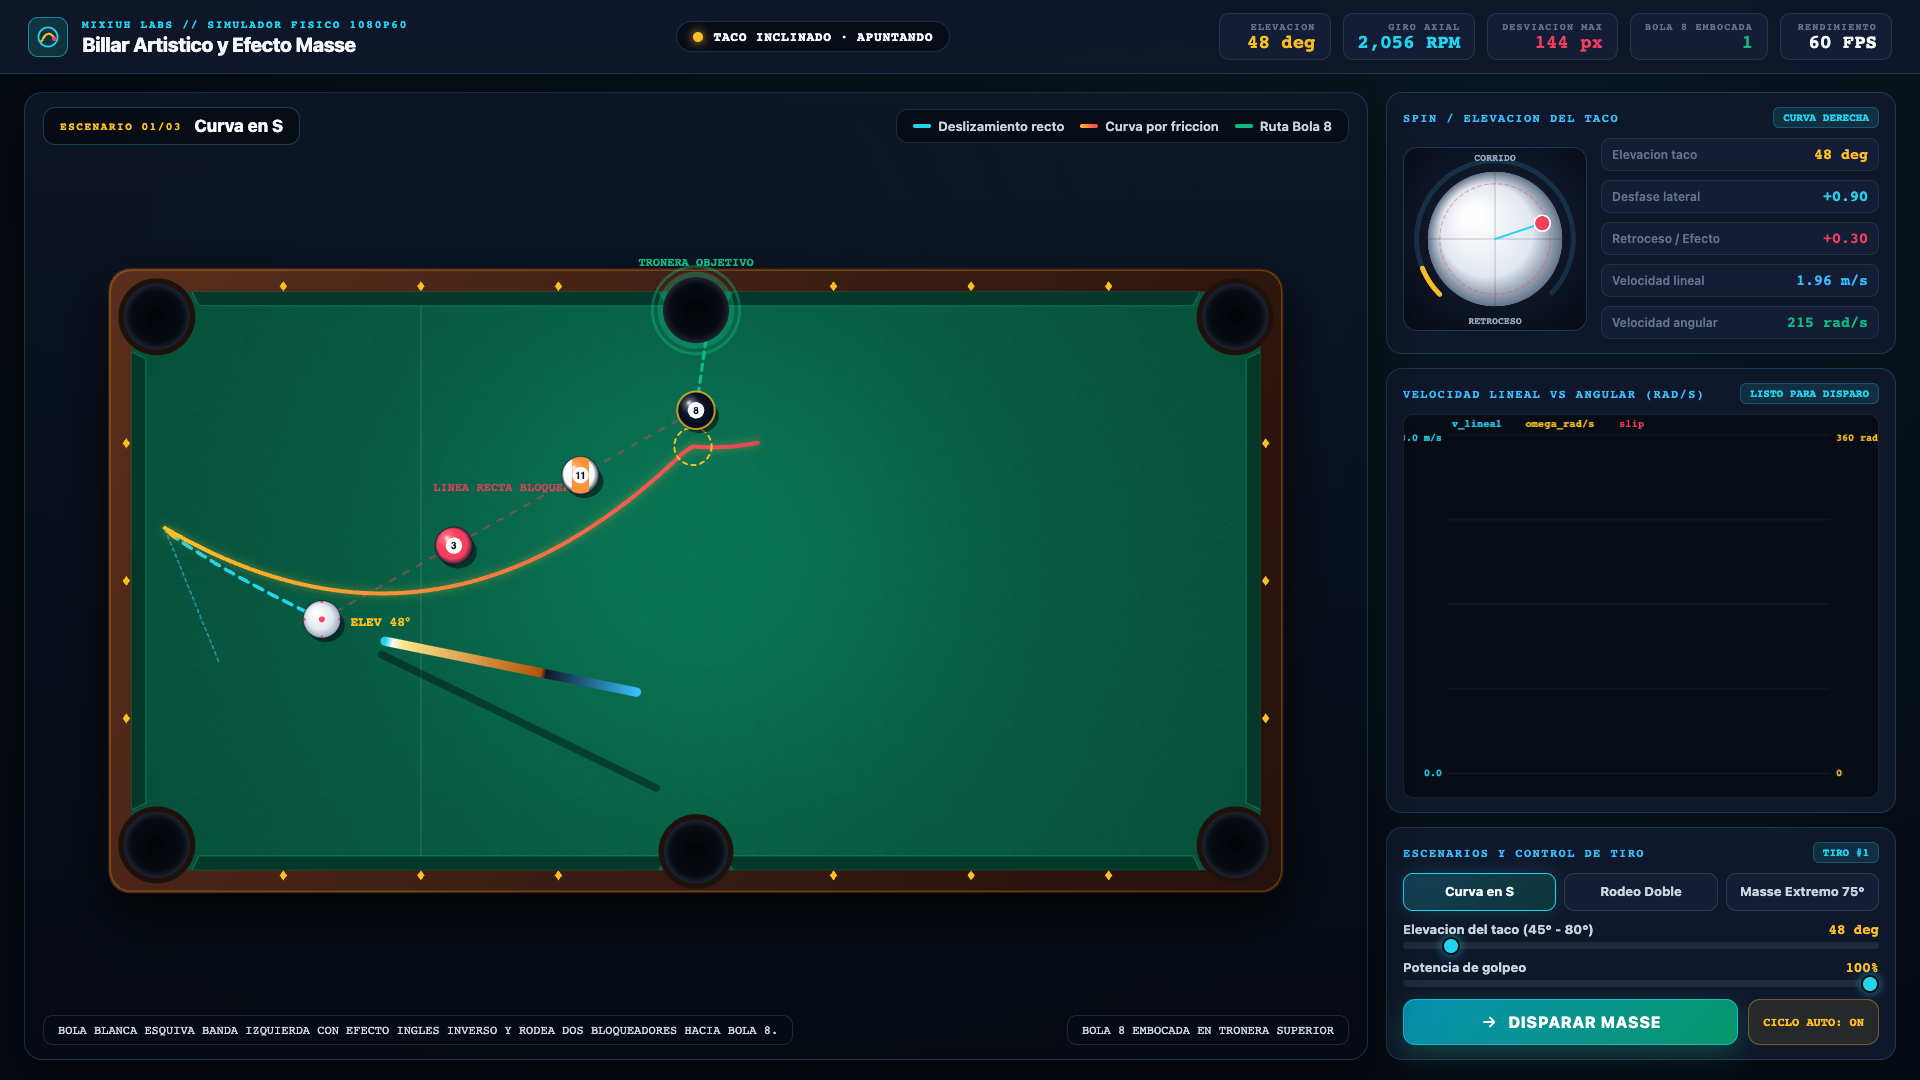 MIXIUH LABS // SIMULADOR FISICO 1080P60
Billar Artistico y Efecto Masse
TACO INCLINADO · APUNTANDO
ELEVACION
48 deg
GIRO AXIAL
2,056 RPM
DESVIACION MAX
144 px
BOLA 8 EMBOCADA
1
RENDIMIENTO
60 FPS
ESCENARIO 01/03 Curva en S
Deslizamiento recto
Curva por friccion
Ruta Bola 8
TRONERA OBJETIVO
8
11
LINEA RECTA BLOQUE
3
ELEV 48°
BOLA BLANCA ESQUIVA BANDA IZQUIERDA CON EFECTO INGLES INVERSO Y RODEA DOS BLOQUEADORES HACIA BOLA 8.
BOLA 8 EMBOCADA EN TRONERA SUPERIOR
SPIN / ELEVACION DEL TACO
CURVA DERECHA
CORRIDO
RETROCESO
Elevacion taco 48 deg
Desfase lateral +0.90
Retroceso / Efecto +0.30
Velocidad lineal 1.96 m/s
Velocidad angular 215 rad/s
VELOCIDAD LINEAL VS ANGULAR (RAD/S)
LISTO PARA DISPARO
v_lineal omega_rad/s slip
.0 m/s
360 rad
0.0
0
ESCENARIOS Y CONTROL DE TIRO
TIRO #1
Curva en S
Rodeo Doble
Masse Extremo 75°
Elevacion del taco (45° - 80°) 48 deg
Potencia de golpeo 100%
→ DISPARAR MASSE
CICLO AUTO: ON